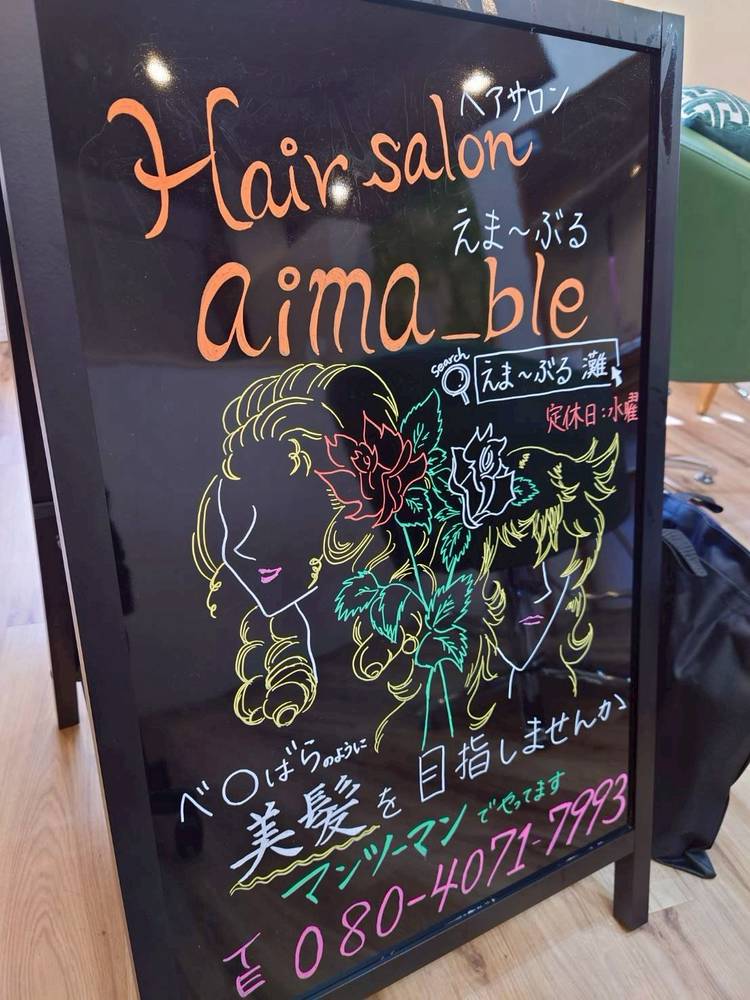 ヘアサロン
Hair salon
えま〜ぶる
aima_ble
search
えま〜ぶる 灘
定休日:水曜
ベ〇ばらのように
美髪を目指しませんか
マンツーマンでやってます
TEL 080-4071-7993